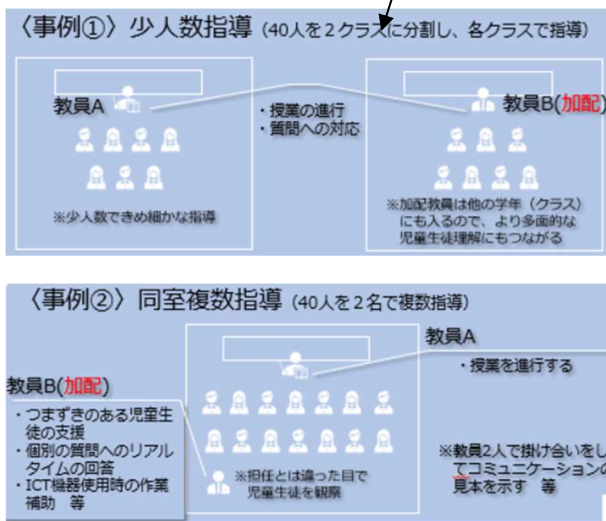 〈事例①〉少人数指導（40人を２クラスに分割し、各クラスで指導）
教員A
・授業の進行
・質問への対応
教員B(加配)
※少人数できめ細かな指導
※加配教員は他の学年（クラス）
にも入るので、より多面的な
児童生徒理解にもつながる
〈事例②〉同室複数指導（40人を２名で複数指導）
教員A
・授業を進行する
教員B(加配)
・つまずきのある児童生
徒の支援
・個別の質問へのリアル
タイムの回答
・ICT機器使用時の作業
補助　等
※担任とは違った目で
児童生徒を観察
※教員2人で掛け合いをし
てコミュニケーションの
見本を示す　等